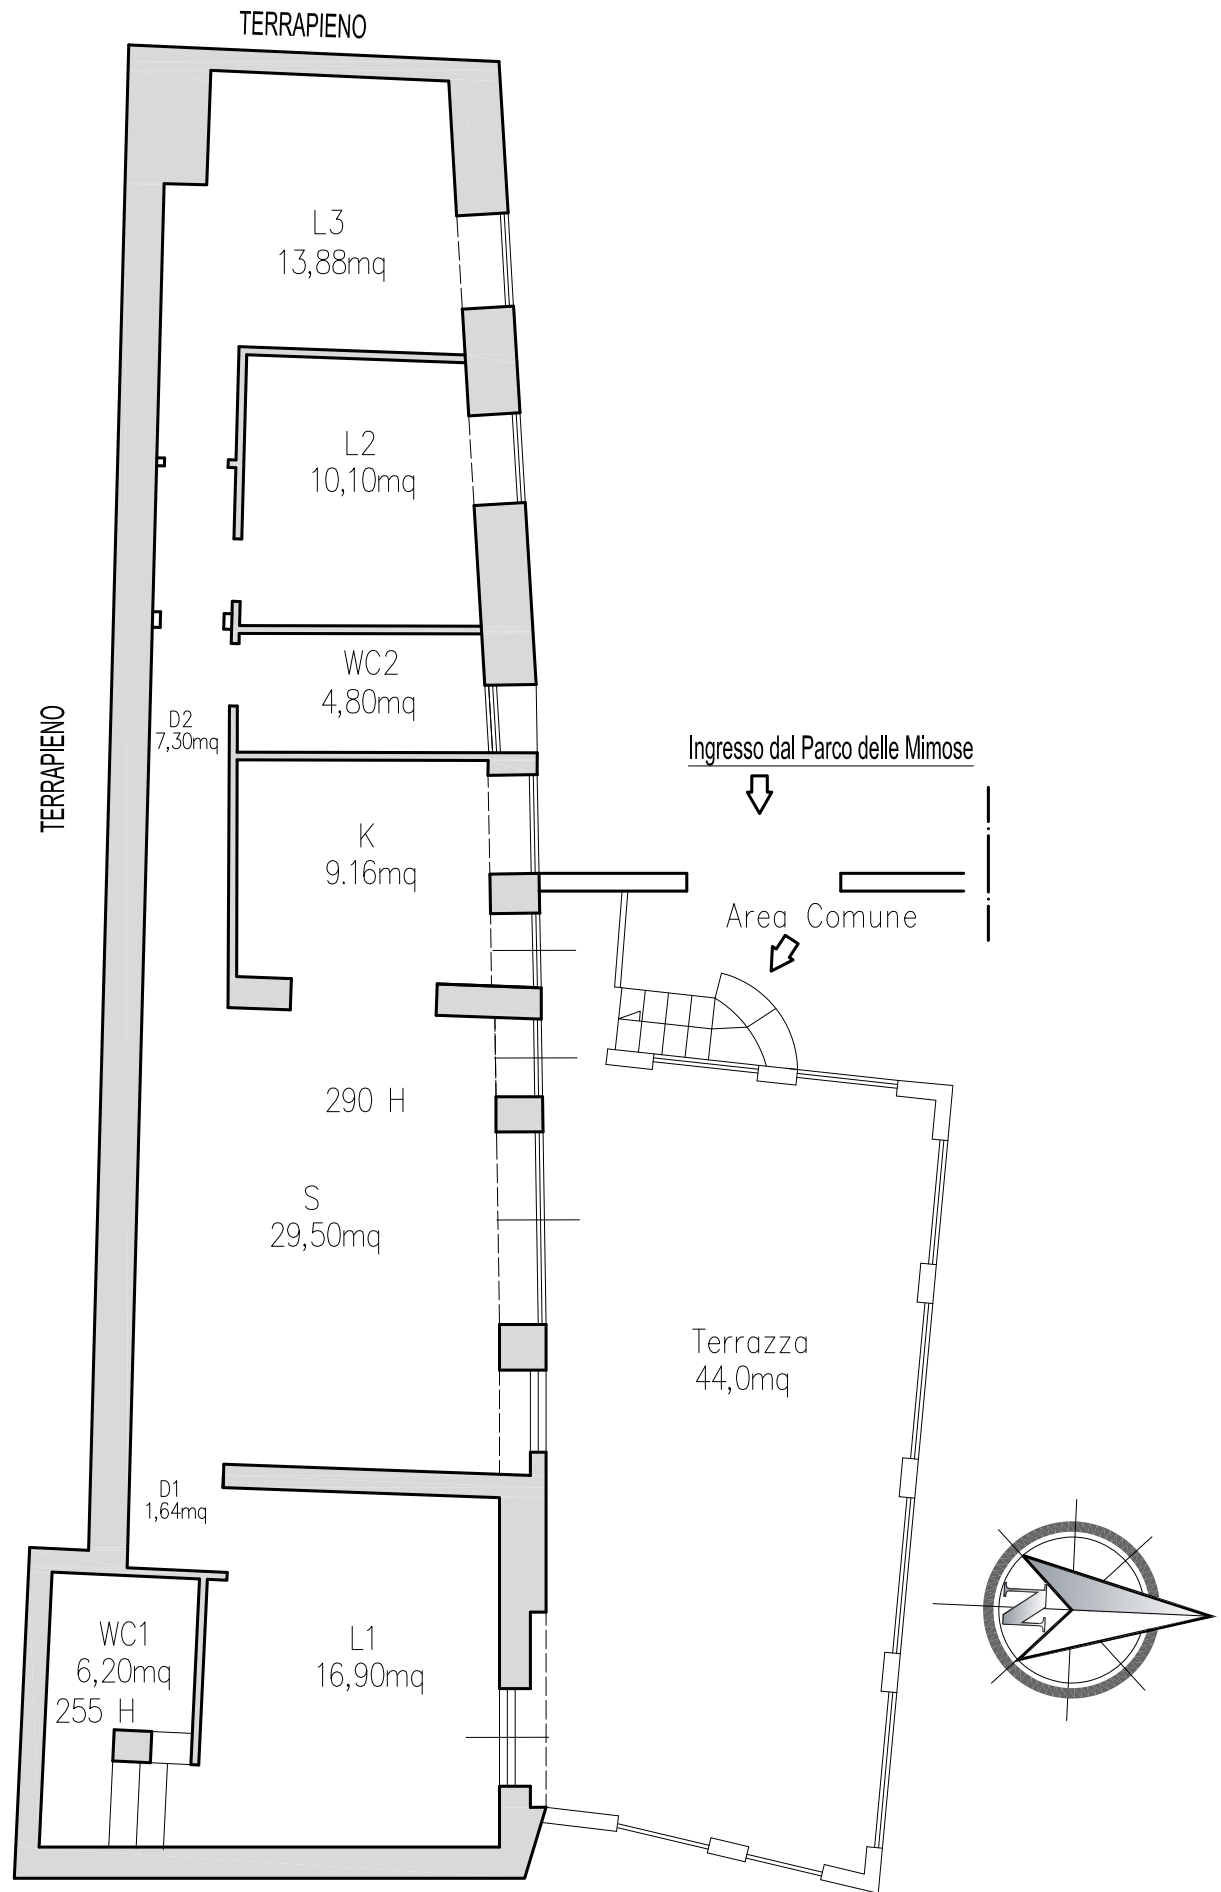 TERRAPIENO
L3
13,88mq
L2
10,10mq
WC2
4,80mq
D2
7,30mq
TERRAPIENO
Ingresso dal Parco delle Mimose
K
9.16mq
Area Comune
290 H
S
29,50mq
Terrazza
44,0mq
D1
1,64mq
WC1
6,20mq
255 H
L1
16,90mq
N